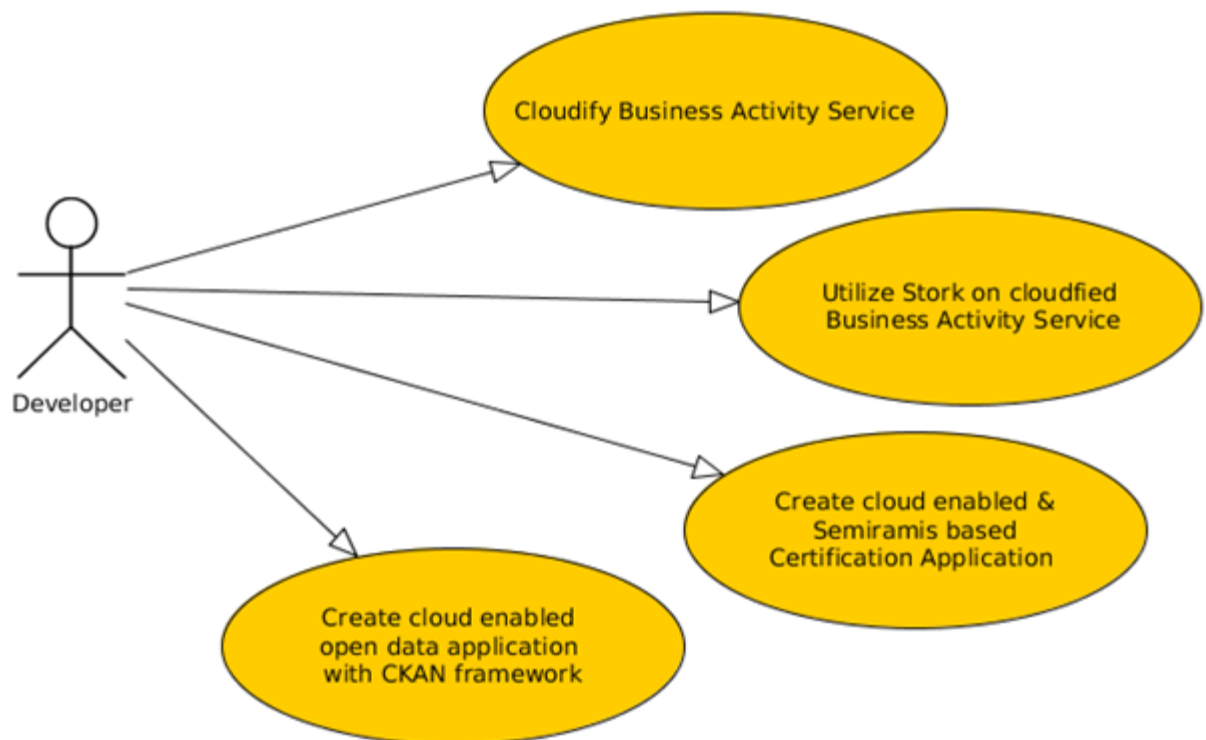 Cloudify Business Activity Service
Utilize Stork on cloudfied
Business Activity Service
Developer
Create cloud enabled &
Semiramis based
Certification Application
Create cloud enabled
open data application
with CKAN framework